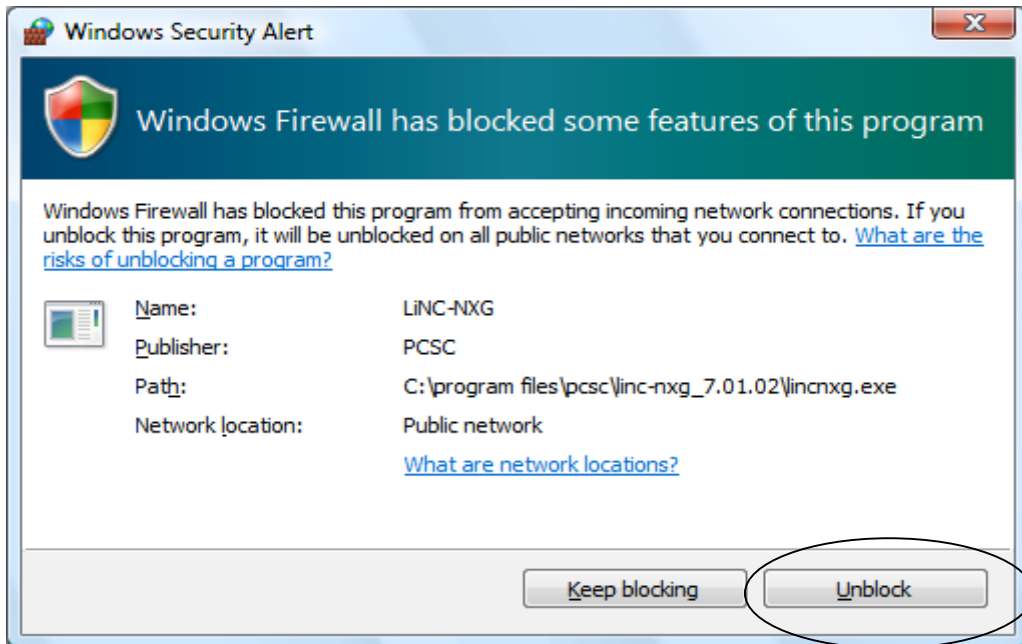 Windows Security Alert
Windows Firewall has blocked some features of this program
Windows Firewall has blocked this program from accepting incoming network connections. If you
unblock this program, it will be unblocked on all public networks that you connect to. What are the
risks of unblocking a program?
Name: LiNC-NXG
Publisher: PCSC
Path: C:\program files\pcsc\linc-nxg_7.01.02\lincnxg.exe
Network location: Public network
What are network locations?
Keep blocking Unblock